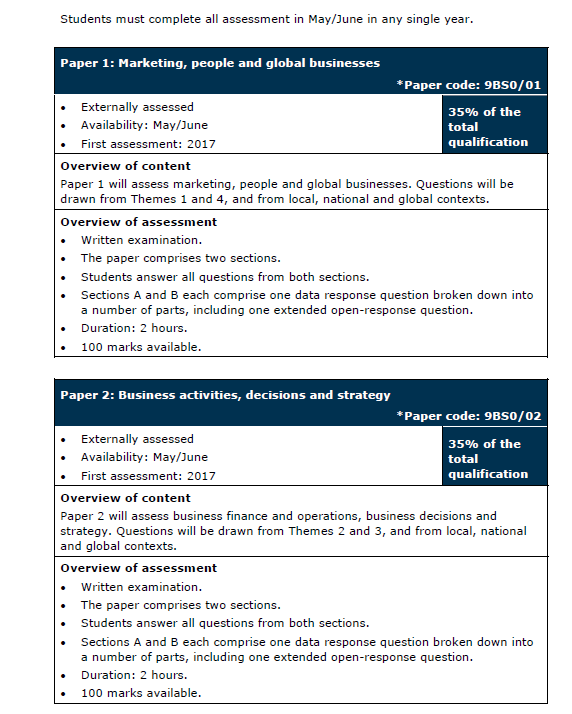 Students must complete all assessment in May/June in any single year.
Paper 1: Marketing, people and global businesses
*Paper code: 9BS0/01
• Externally assessed
• Availability: May/June
• First assessment: 2017
35% of the
total
qualification
Overview of content
Paper 1 will assess marketing, people and global businesses. Questions will be
drawn from Themes 1 and 4, and from local, national and global contexts.
Overview of assessment
• Written examination.
• The paper comprises two sections.
• Students answer all questions from both sections.
• Sections A and B each comprise one data response question broken down into
a number of parts, including one extended open-response question.
• Duration: 2 hours.
• 100 marks available.
Paper 2: Business activities, decisions and strategy
*Paper code: 9BS0/02
• Externally assessed
• Availability: May/June
• First assessment: 2017
35% of the
total
qualification
Overview of content
Paper 2 will assess business finance and operations, business decisions and
strategy. Questions will be drawn from Themes 2 and 3, and from local, national
and global contexts.
Overview of assessment
• Written examination.
• The paper comprises two sections.
• Students answer all questions from both sections.
• Sections A and B each comprise one data response question broken down into
a number of parts, including one extended open-response question.
• Duration: 2 hours.
• 100 marks available.